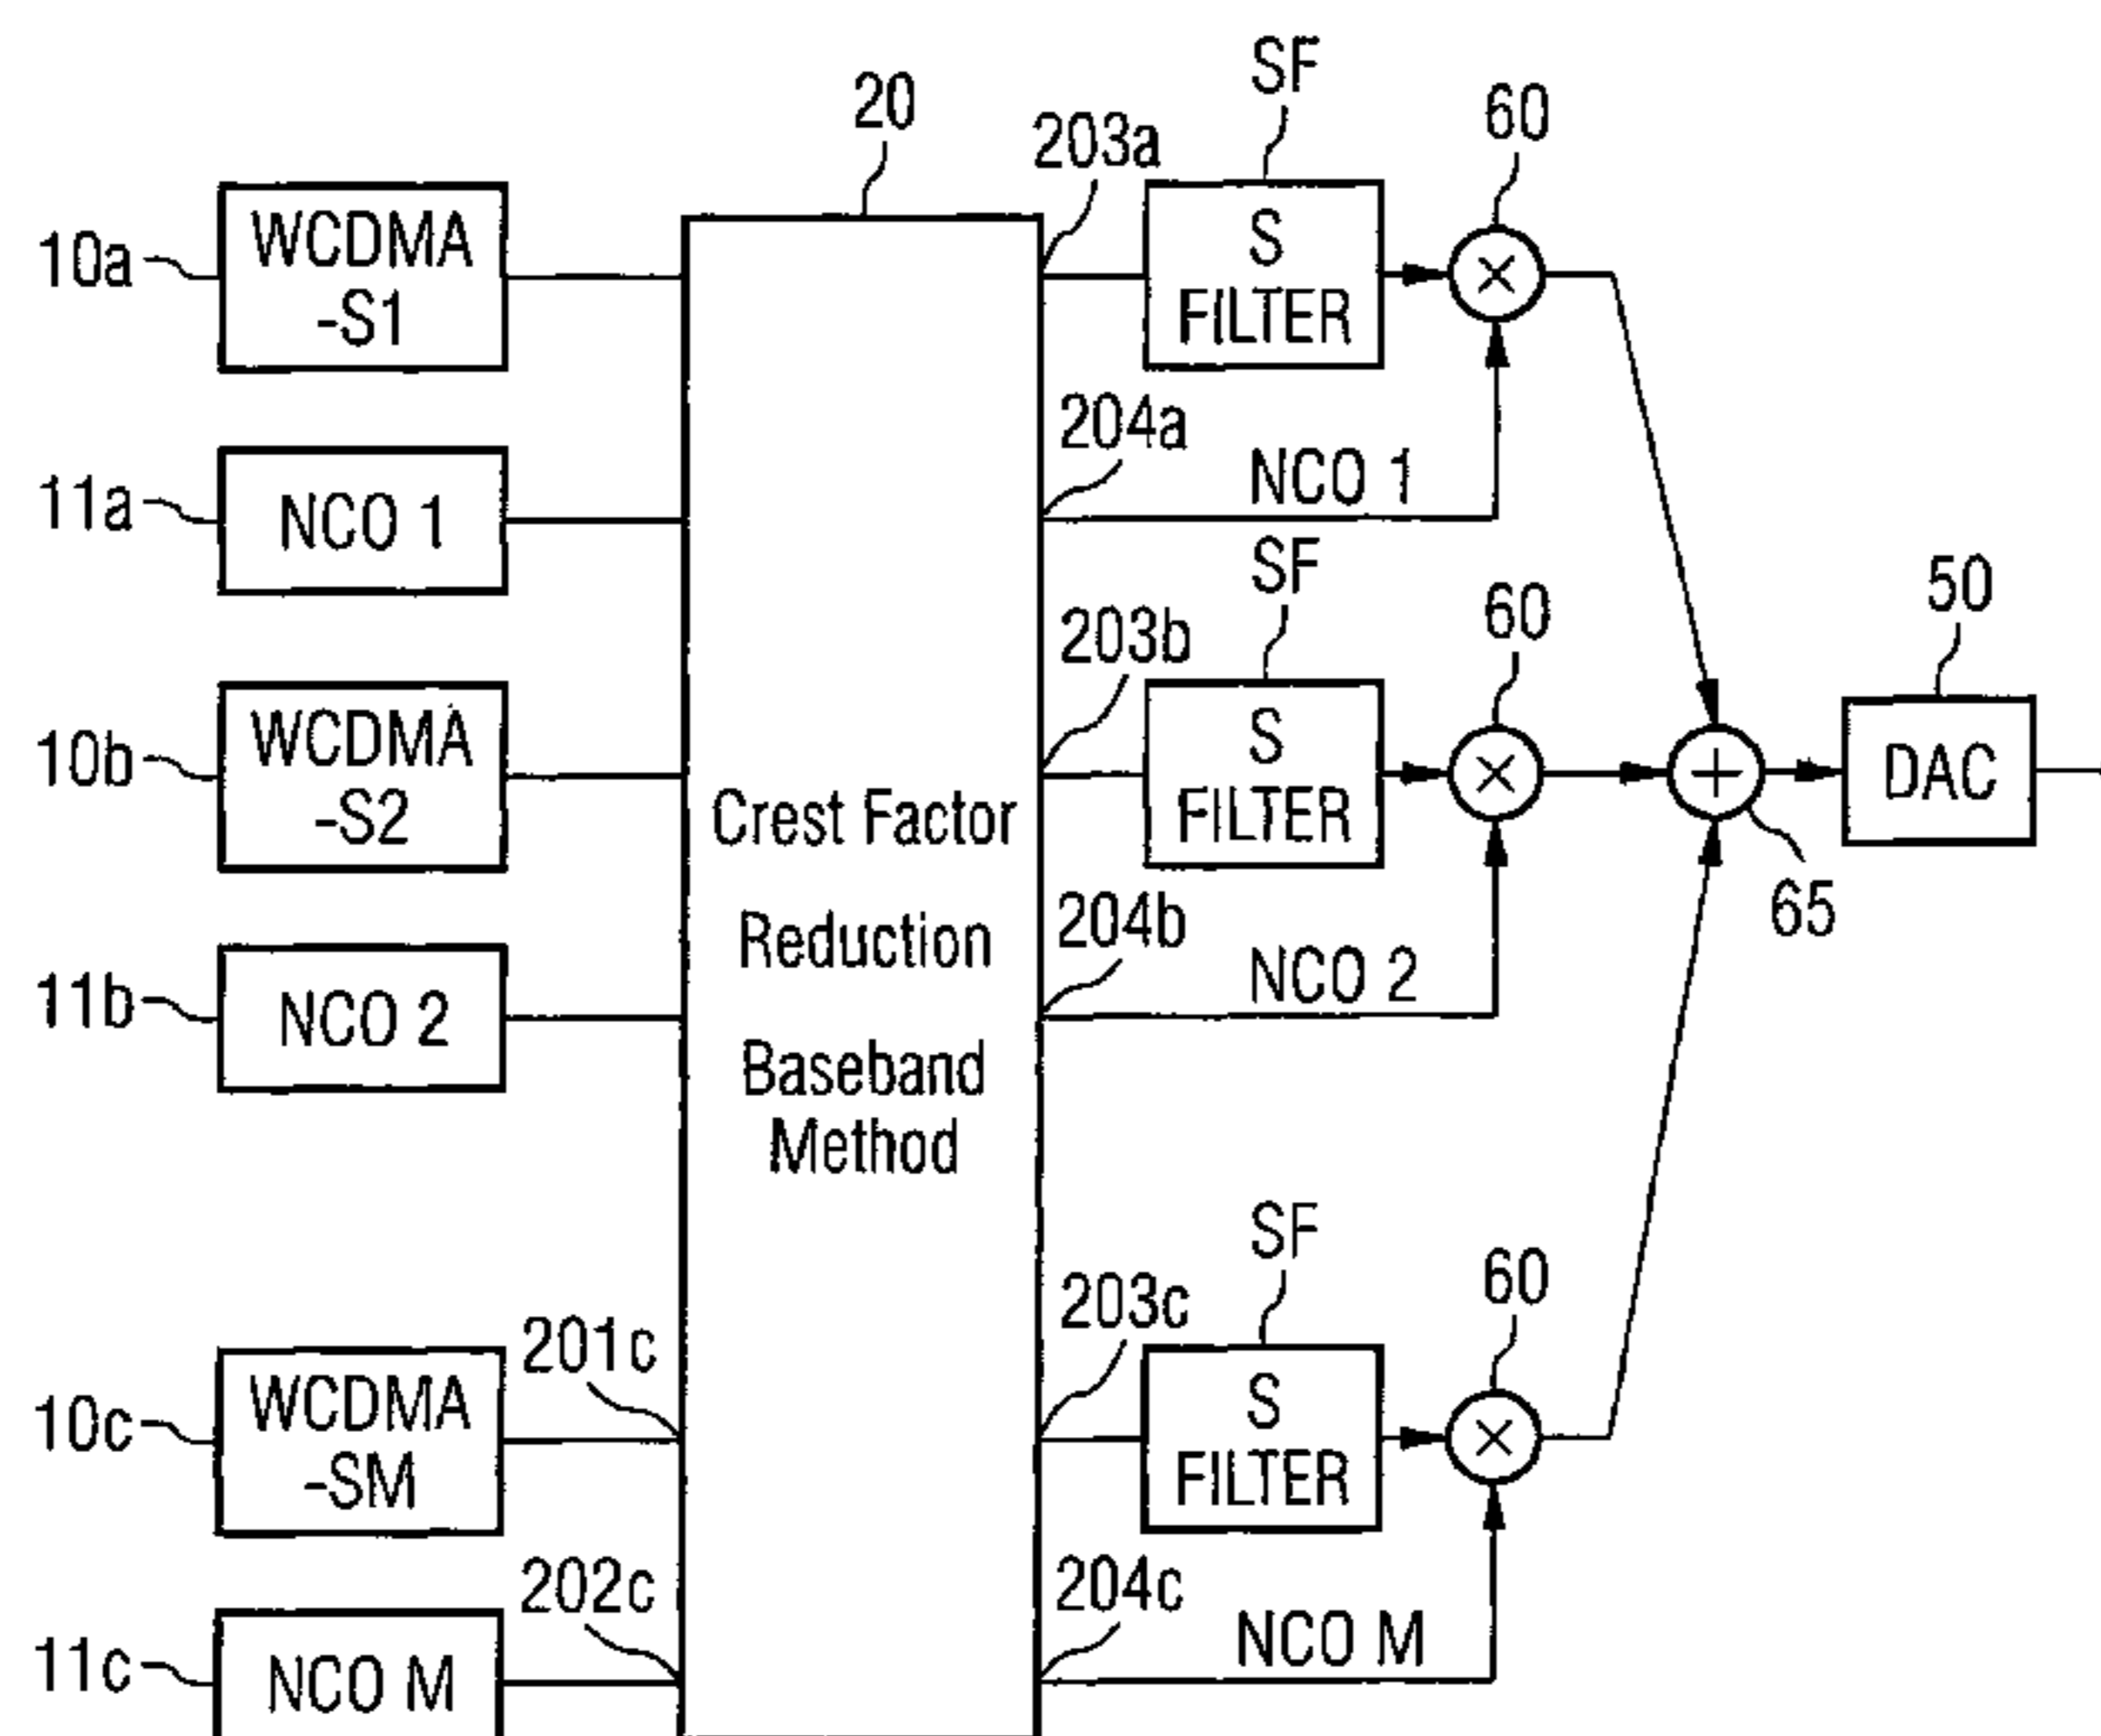 SF
20
60
203a
10a
WCDMA
-S1
S
FILTER
204a
11a
NCO 1
NCO 1
SF
60
50
203b
10b
WCDMA
-S2
S
FILTER
DAC
Crest Factor
Reduction
Baseband
Method
65
204b
11b
NCO 2
NCO 2
SF
60
203c
201c
10c
WCDMA
-SM
S
FILTER
202c
204c
11c
NCO M
NCO M